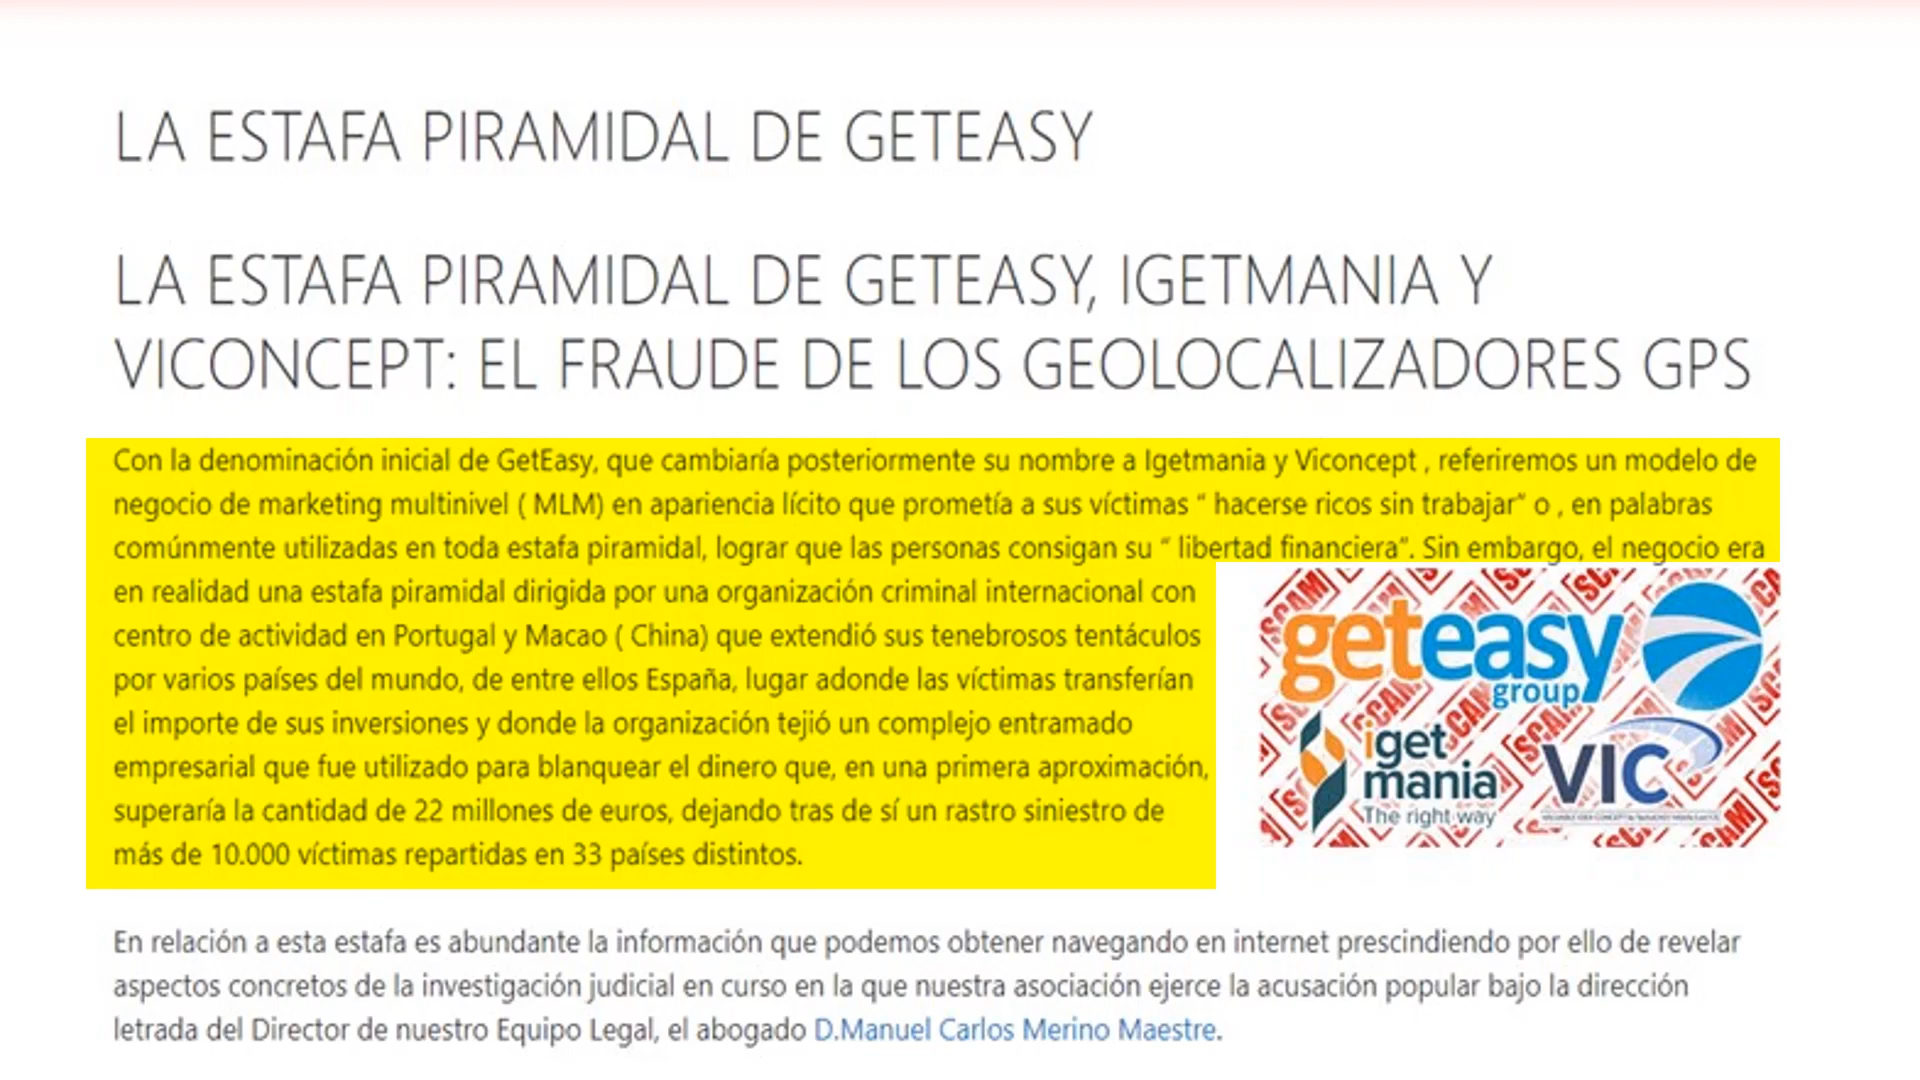 LA ESTAFA PIRAMIDAL DE GETEASY
LA ESTAFA PIRAMIDAL DE GETEASY, IGETMANIA Y
VICONCEPT: EL FRAUDE DE LOS GEOLOCALIZADORES GPS
Con la denominación inicial de GetEasy, que cambiaría posteriormente su nombre a Igetmania y Viconcept , referiremos un modelo de
negocio de marketing multinivel ( MLM) en apariencia lícito que prometía a sus víctimas “ hacerse ricos sin trabajar” o , en palabras
comúnmente utilizadas en toda estafa piramidal, lograr que las personas consigan su “ libertad financiera”. Sin embargo, el negocio era
en realidad una estafa piramidal dirigida por una organización criminal internacional con
centro de actividad en Portugal y Macao ( China) que extendió sus tenebrosos tentáculos
por varios países del mundo, de entre ellos España, lugar adonde las víctimas transferían
el importe de sus inversiones y donde la organización tejió un complejo entramado
empresarial que fue utilizado para blanquear el dinero que, en una primera aproximación,
superaría la cantidad de 22 millones de euros, dejando tras de sí un rastro siniestro de
más de 10.000 víctimas repartidas en 33 países distintos.
SCAM
geteasy
group
iget
mania
The right way
VIC
En relación a esta estafa es abundante la información que podemos obtener navegando en internet prescindiendo por ello de revelar
aspectos concretos de la investigación judicial en curso en la que nuestra asociación ejerce la acusación popular bajo la dirección
letrada del Director de nuestro Equipo Legal, el abogado D.Manuel Carlos Merino Maestre.